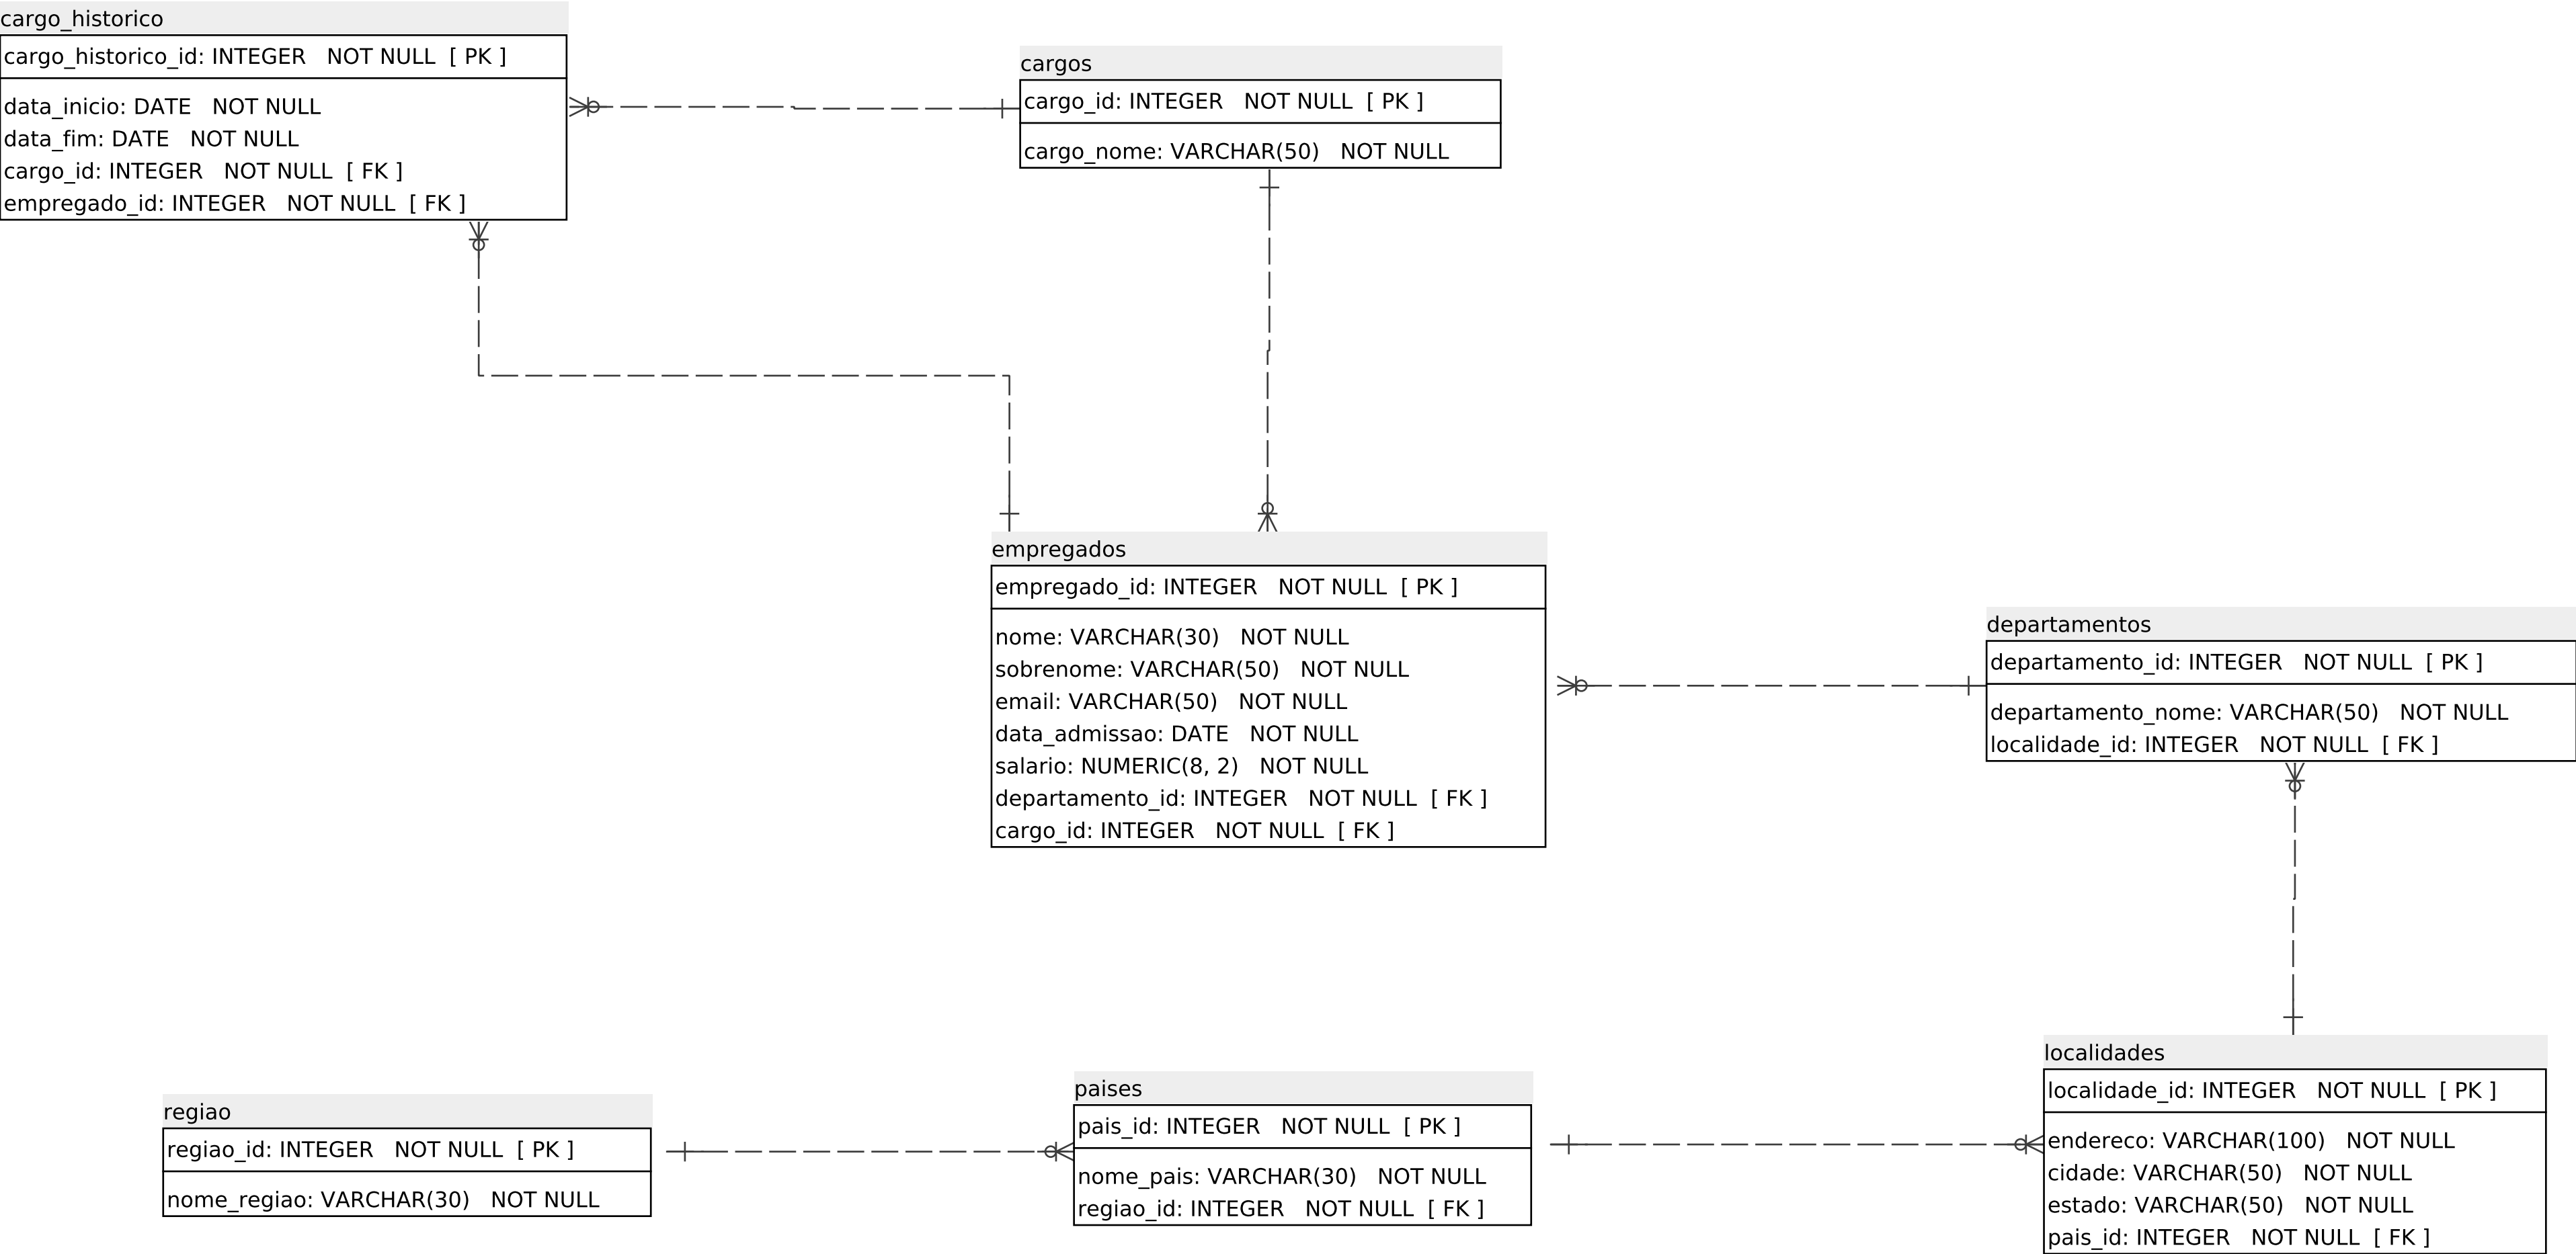 cargo_historico
cargo_historico_id: INTEGER NOT NULL [ PK ]
data_inicio: DATE NOT NULL
data_fim: DATE NOT NULL
cargo_id: INTEGER NOT NULL [ FK ]
empregado_id: INTEGER NOT NULL [ FK ]
cargos
cargo_id: INTEGER NOT NULL [ PK ]
cargo_nome: VARCHAR(50) NOT NULL
empregados
empregado_id: INTEGER NOT NULL [ PK ]
nome: VARCHAR(30) NOT NULL
sobrenome: VARCHAR(50) NOT NULL
email: VARCHAR(50) NOT NULL
data_admissao: DATE NOT NULL
salario: NUMERIC(8, 2) NOT NULL
departamento_id: INTEGER NOT NULL [ FK ]
cargo_id: INTEGER NOT NULL [ FK ]
departamentos
departamento_id: INTEGER NOT NULL [ PK ]
departamento_nome: VARCHAR(50) NOT NULL
localidade_id: INTEGER NOT NULL [ FK ]
regiao
regiao_id: INTEGER NOT NULL [ PK ]
nome_regiao: VARCHAR(30) NOT NULL
paises
pais_id: INTEGER NOT NULL [ PK ]
nome_pais: VARCHAR(30) NOT NULL
regiao_id: INTEGER NOT NULL [ FK ]
localidades
localidade_id: INTEGER NOT NULL [ PK ]
endereco: VARCHAR(100) NOT NULL
cidade: VARCHAR(50) NOT NULL
estado: VARCHAR(50) NOT NULL
pais_id: INTEGER NOT NULL [ FK ]